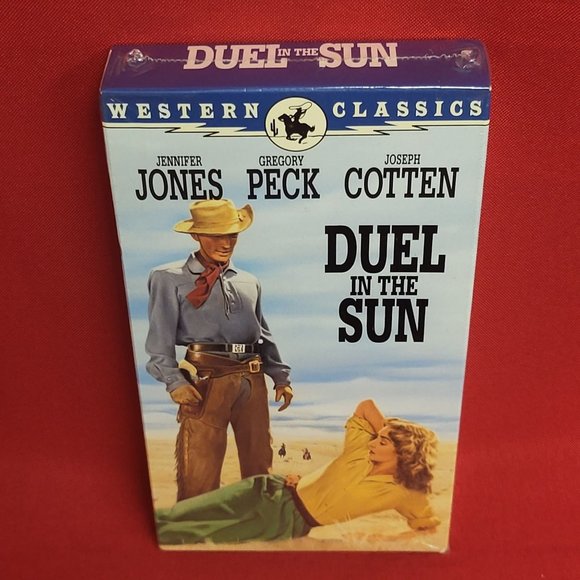 DUEL IN THE SUN
WESTERN CLASSICS
JENNIFER GREGORY JOSEPH
JONES PECK COTTEN
DUEL
IN THE
SUN